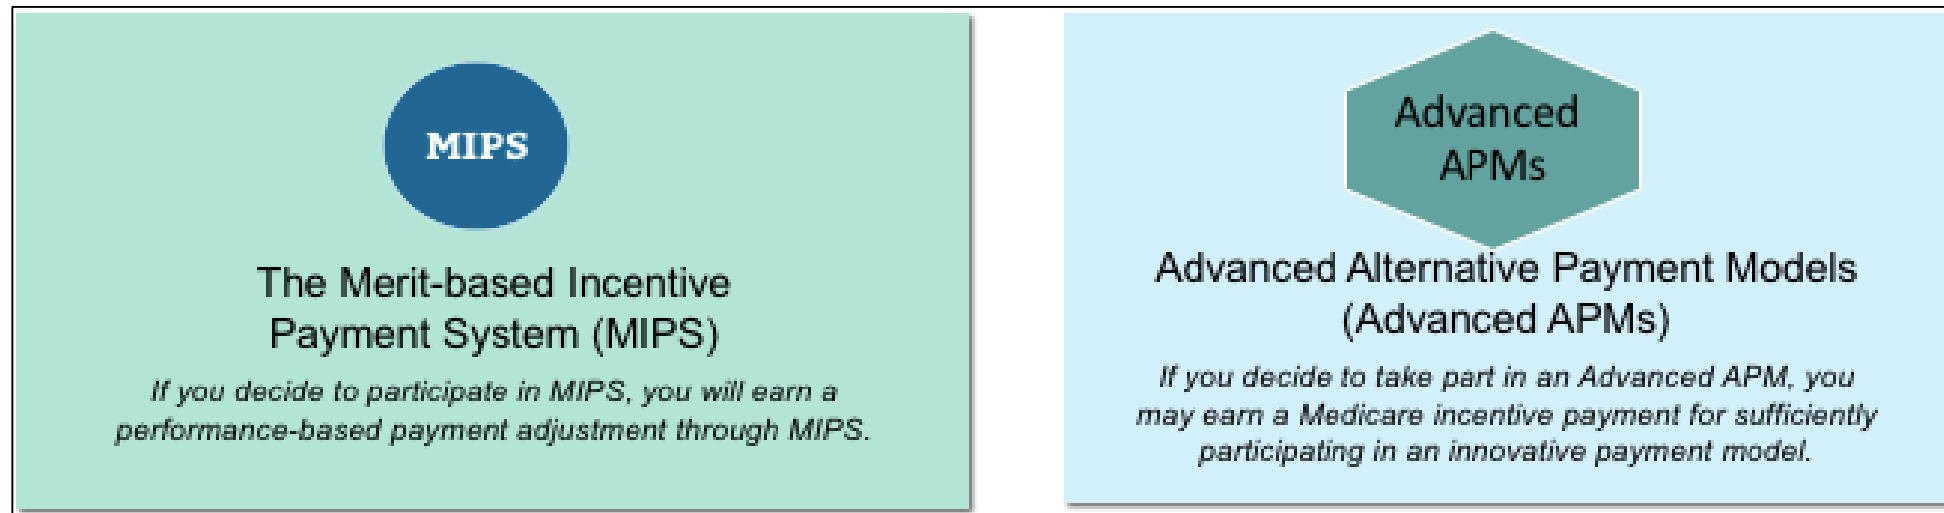 MIPS
The Merit-based Incentive
Payment System (MIPS)
If you decide to participate in MIPS, you will earn a
performance-based payment adjustment through MIPS.
Advanced
APMs
Advanced Alternative Payment Models
(Advanced APMs)
If you decide to take part in an Advanced APM, you
may earn a Medicare incentive payment for sufficiently
participating in an innovative payment model.